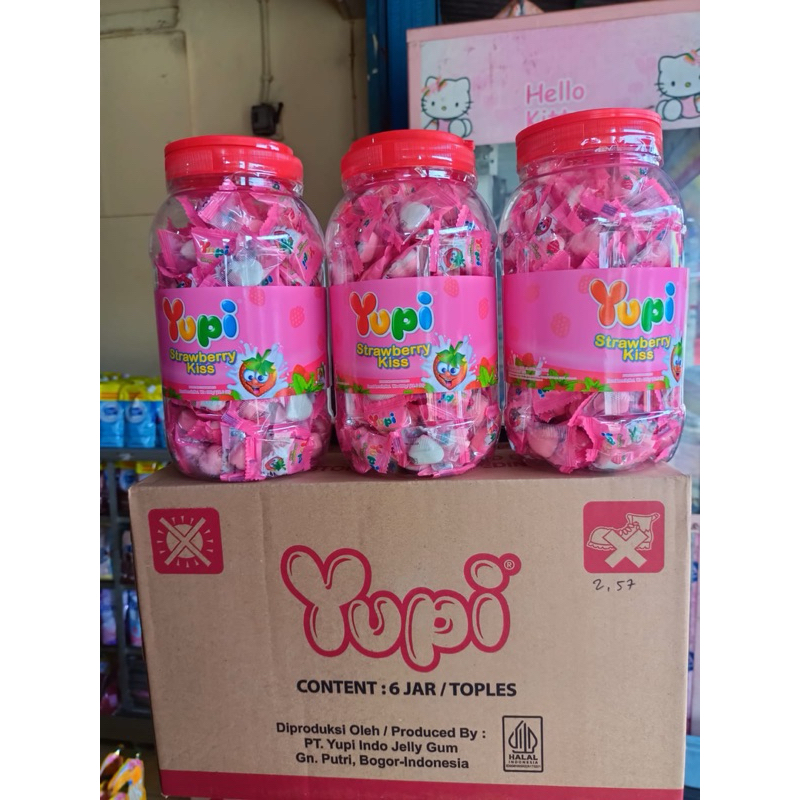 Hello
Yupi
Strawberry
Kiss
Yupi
Strawberry
Kiss
Yupi
Strawberry
Kiss
Yupi®
2,57
CONTENT : 6 JAR / TOPLES
Diproduksi Oleh / Produced By :
PT. Yupi Indo Jelly Gum
Gn. Putri, Bogor-Indonesia
HALAL
INDONESIA